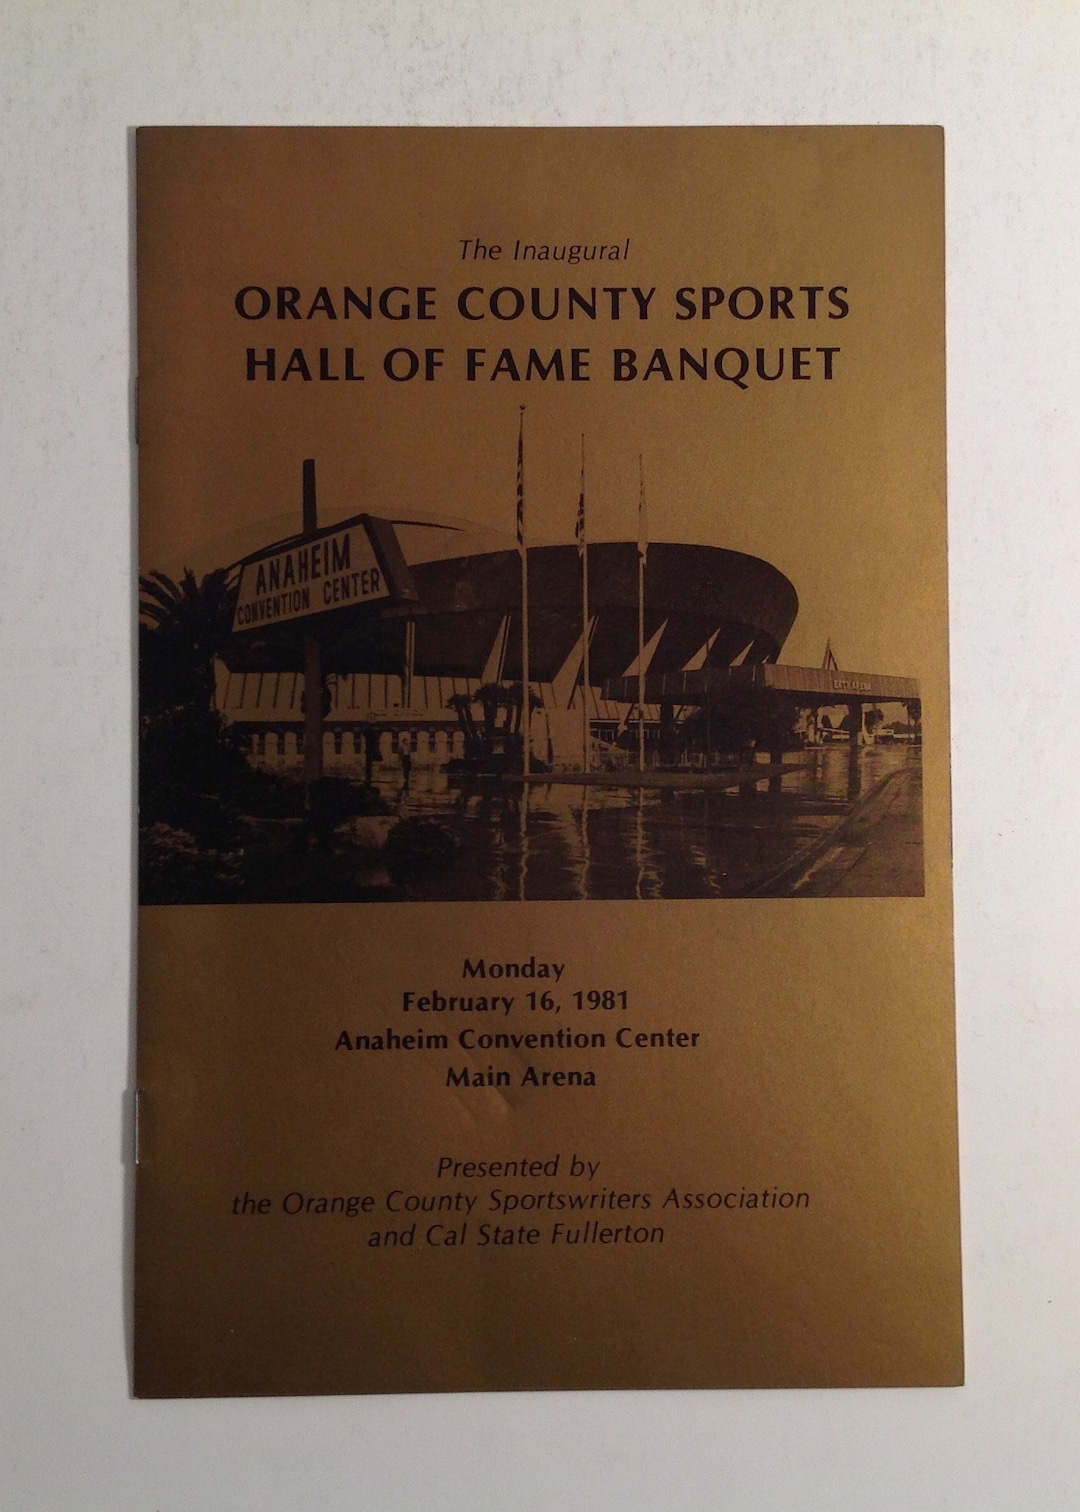 The Inaugural
ORANGE COUNTY SPORTS
HALL OF FAME BANQUET
ANAHEIM
CONVENTION CENTER
Monday
February 16, 1981
Anaheim Convention Center
Main Arena
Presented by
the Orange County Sportswriters Association
and Cal State Fullerton